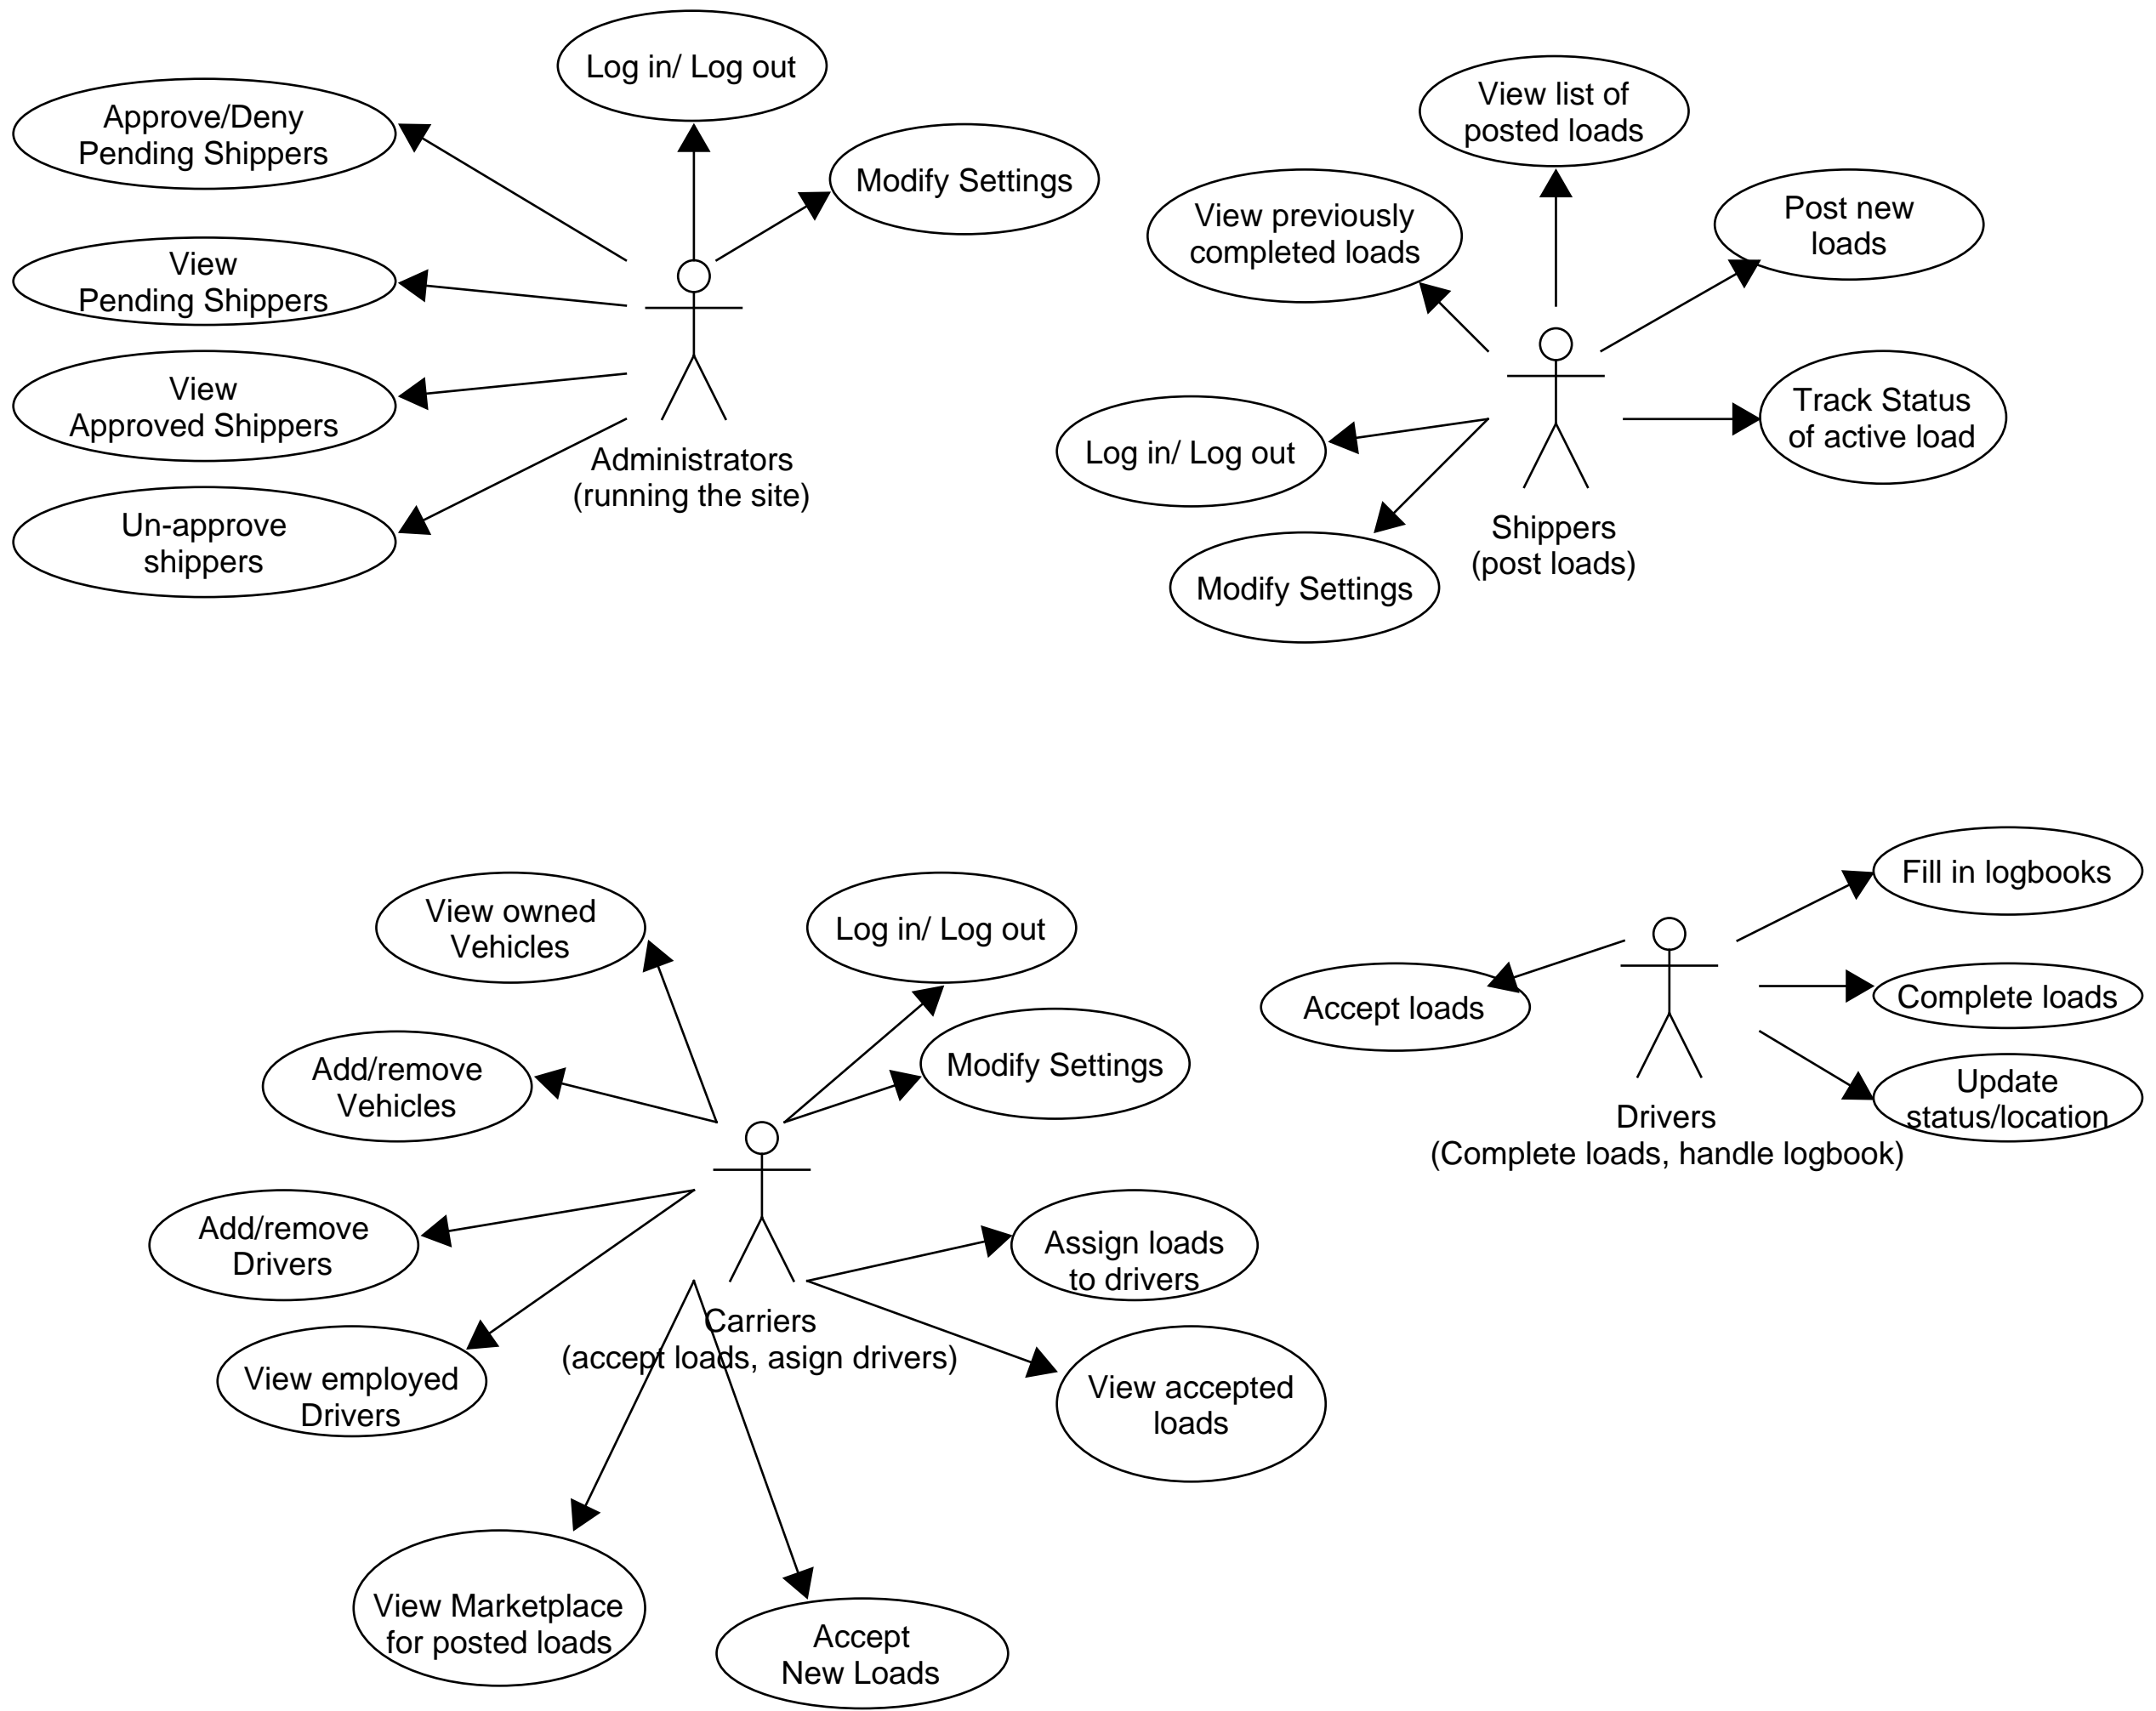 Log in/ Log out
Approve/Deny
Pending Shippers
Modify Settings
View
Pending Shippers
View
Approved Shippers
Un-approve
shippers
Administrators
(running the site)
View list of
posted loads
View previously
completed loads
Post new
loads
Track Status
of active load
Log in/ Log out
Modify Settings
Shippers
(post loads)
View owned
Vehicles
Log in/ Log out
Add/remove
Vehicles
Modify Settings
Add/remove
Drivers
Assign loads
to drivers
Carriers
(accept loads, asign drivers)
View employed
Drivers
View accepted
loads
View Marketplace
for posted loads
Accept
New Loads
Fill in logbooks
Accept loads
Complete loads
Update
status/location
Drivers
(Complete loads, handle logbook)